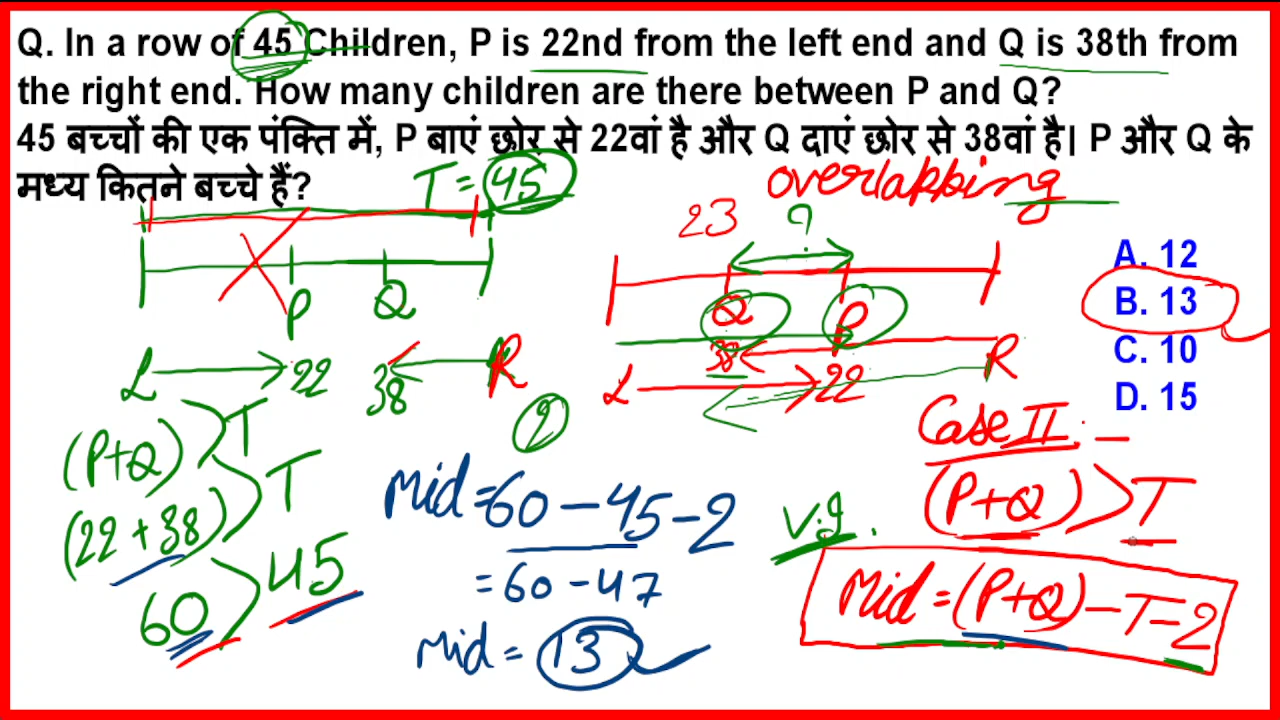 Q. In a row of 45 Children, P is 22nd from the left end and Q is 38th from
the right end. How many children are there between P and Q?
45 बच्चों की एक पंक्ति में, P बाएं छोर से 22वां है और Q दाएं छोर से 38वां है। P और Q के
मध्य कितने बच्चे हैं?
T = 45
overlapping
23 ?
P Q
Q P
L 22 38 R
L 38 22 R
A. 12
B. 13
C. 10
D. 15
(P+Q) > T
(22 + 38) > T
60 > 45
Mid = 60 - 45 - 2
= 60 - 47
Mid = 13
Case II : -
(P+Q) > T
V.g.
Mid = (P+Q) - T - 2